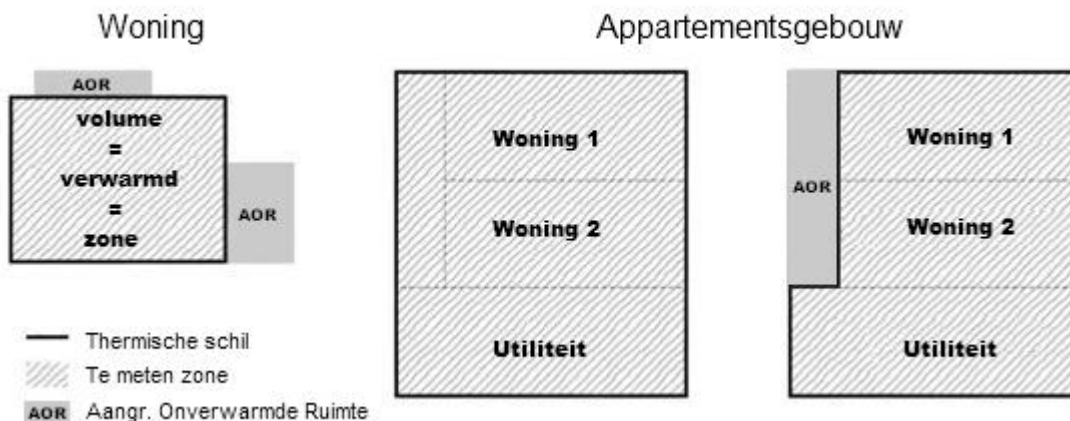 Woning
AOR
volume
=
verwarmd
=
zone
AOR
Thermische schil
Te meten zone
AOR Aangr. Onverwarmde Ruimte
Appartementsgebouw
Woning 1
Woning 2
Utiliteit
AOR
Woning 1
Woning 2
Utiliteit